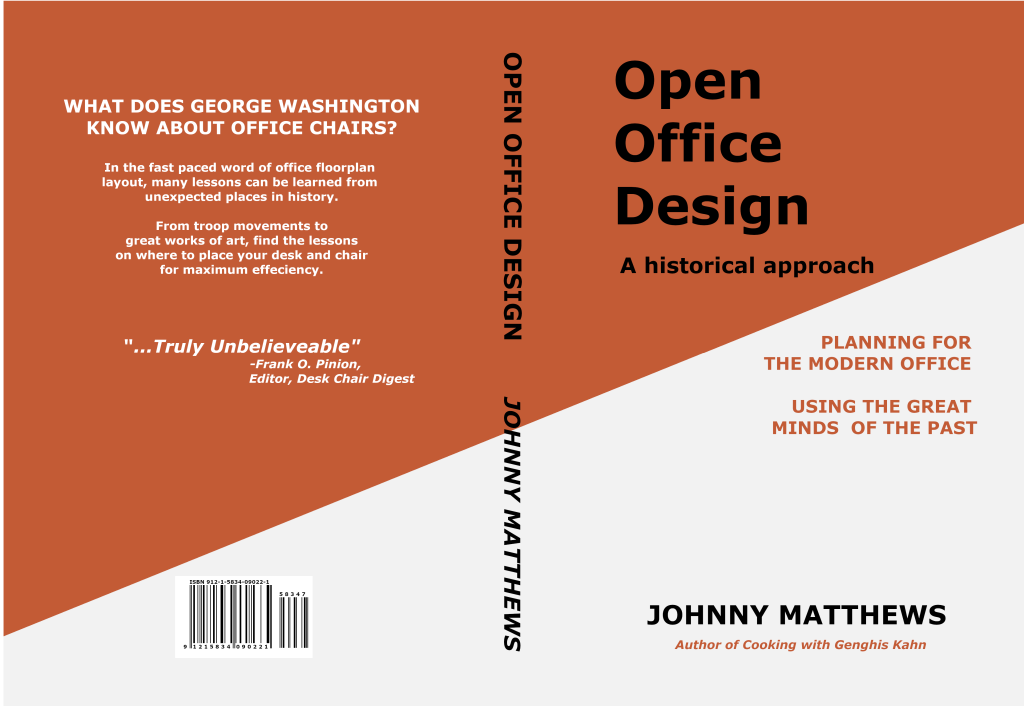 WHAT DOES GEORGE WASHINGTON
KNOW ABOUT OFFICE CHAIRS?
In the fast paced word of office floorplan
layout, many lessons can be learned from
unexpected places in history.
From troop movements to
great works of art, find the lessons
on where to place your desk and chair
for maximum effeciency.
"...Truly Unbelieveable"
-Frank O. Pinion,
Editor, Desk Chair Digest
ISBN 912-1-5834-09022-1
58347
9 121583 4090221
OPEN OFFICE DESIGN
JOHNNY MATTHEWS
Open
Office
Design
A historical approach
PLANNING FOR
THE MODERN OFFICE
USING THE GREAT
MINDS OF THE PAST
JOHNNY MATTHEWS
Author of Cooking with Genghis Kahn